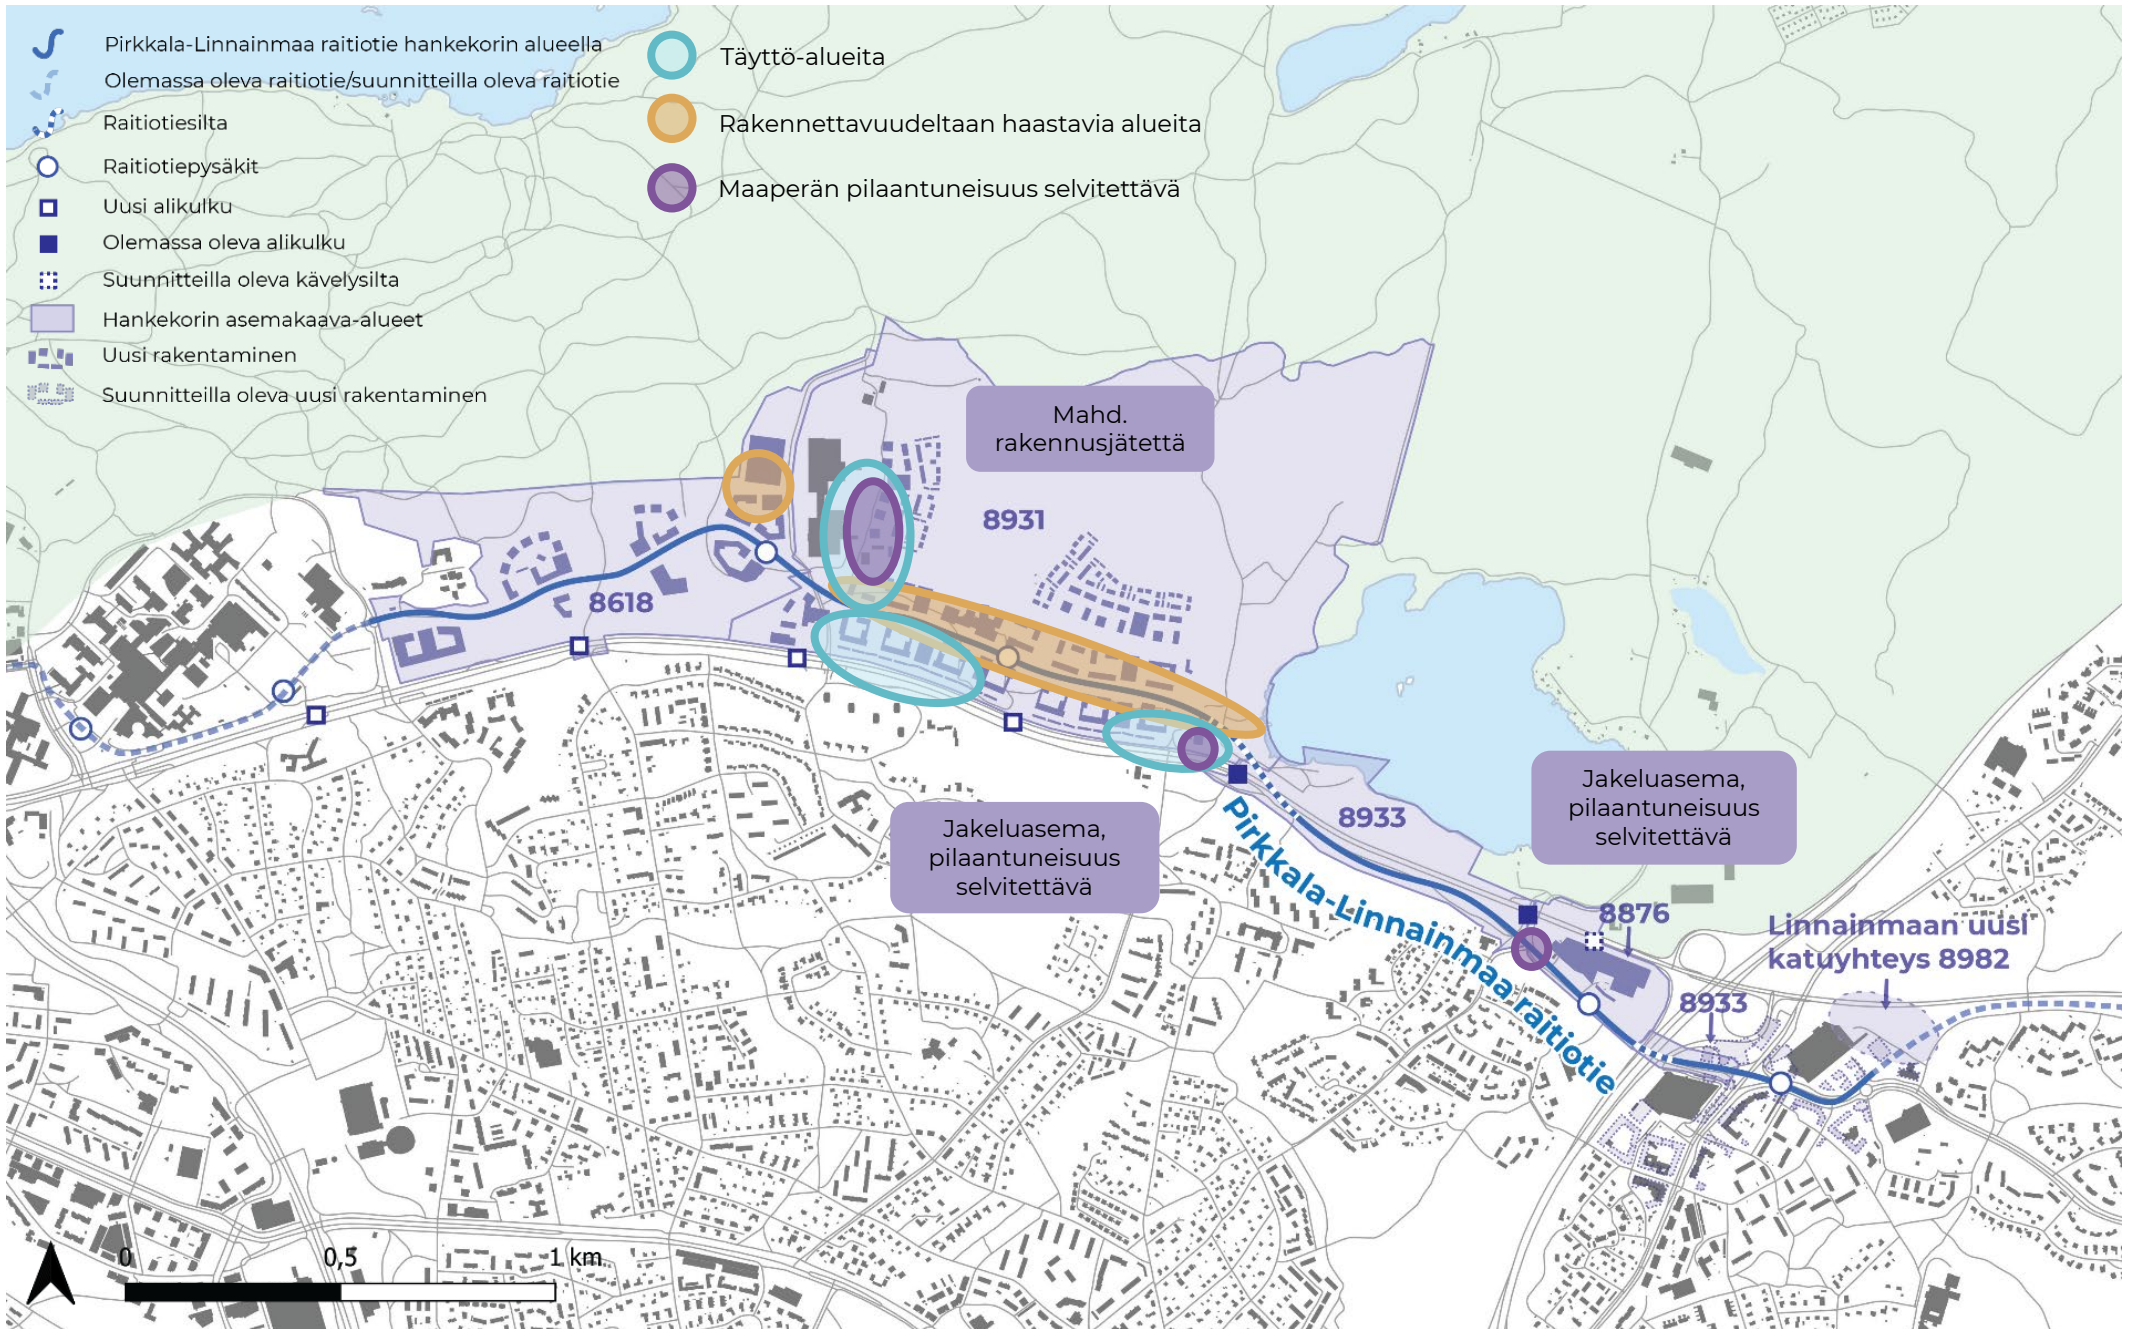 Pirkkala-Linnainmaa raitiotie hankekorin alueella
Olemassa oleva raitiotie/suunnitteilla oleva raitiotie
Raitiotiesilta
Raitiotiepysäkit
Uusi alikulku
Olemassa oleva alikulku
Suunnitteilla oleva kävelysilta
Hankekorin asemakaava-alueet
Uusi rakentaminen
Suunnitteilla oleva uusi rakentaminen
Täyttö-alueita
Rakennettavuudeltaan haastavia alueita
Maaperän pilaantuneisuus selvitettävä
Mahd.
rakennusjätettä
8931
8618
Jakeluasema,
pilaantuneisuus
selvitettävä
8933
Jakeluasema,
pilaantuneisuus
selvitettävä
Pirkkala-Linnainmaa raitiotie
8876
Linnainmaan uusi
katuyhteys 8982
8933
0 0,5 1 km